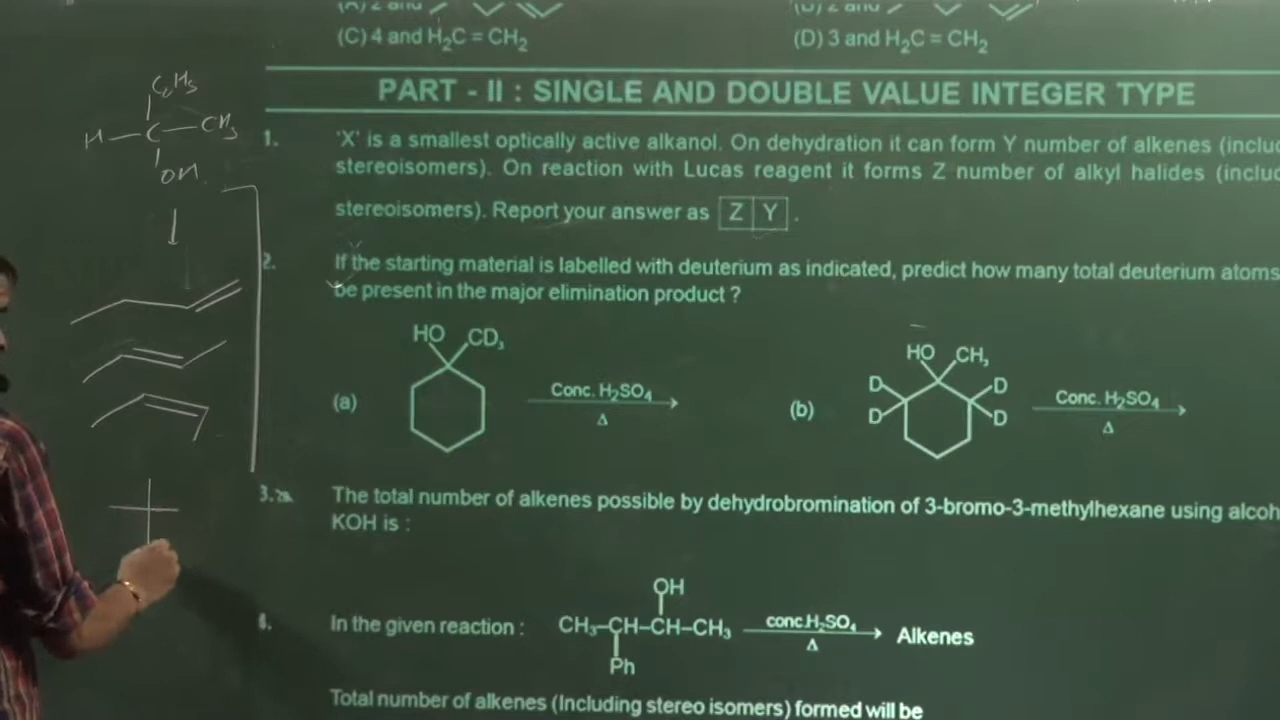 (C) 4 and H₂C = CH₂
(D) 3 and H₂C = CH₂
PART - II : SINGLE AND DOUBLE VALUE INTEGER TYPE
C₂H₅
H—C—CH₃
OH
1. 'X' is a smallest optically active alkanol. On dehydration it can form Y number of alkenes (includ
stereoisomers). On reaction with Lucas reagent it forms Z number of alkyl halides (includ
stereoisomers). Report your answer as Z Y .
2. If the starting material is labelled with deuterium as indicated, predict how many total deuterium atoms
be present in the major elimination product ?
(a) HO CD₃ Conc. H₂SO₄ Δ
(b) HO CH₃ D D D D Conc. H₂SO₄ Δ
3. The total number of alkenes possible by dehydrobromination of 3-bromo-3-methylhexane using alcoh
KOH is :
OH
In the given reaction : CH₃–CH–CH–CH₃ conc.H₂SO₄ Δ Alkenes
Ph
Total number of alkenes (Including stereo isomers) formed will be